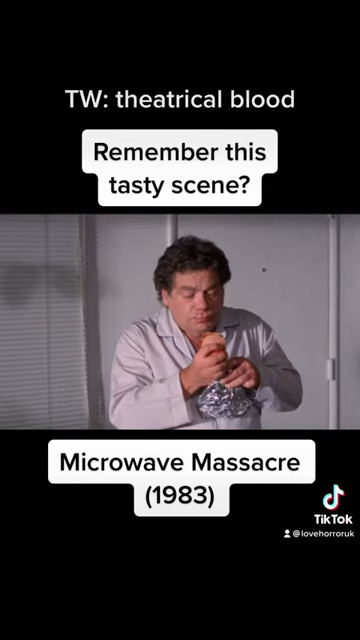 TW: theatrical blood
Remember this
tasty scene?
Microwave Massacre
(1983)
TikTok
@lovehorroruk